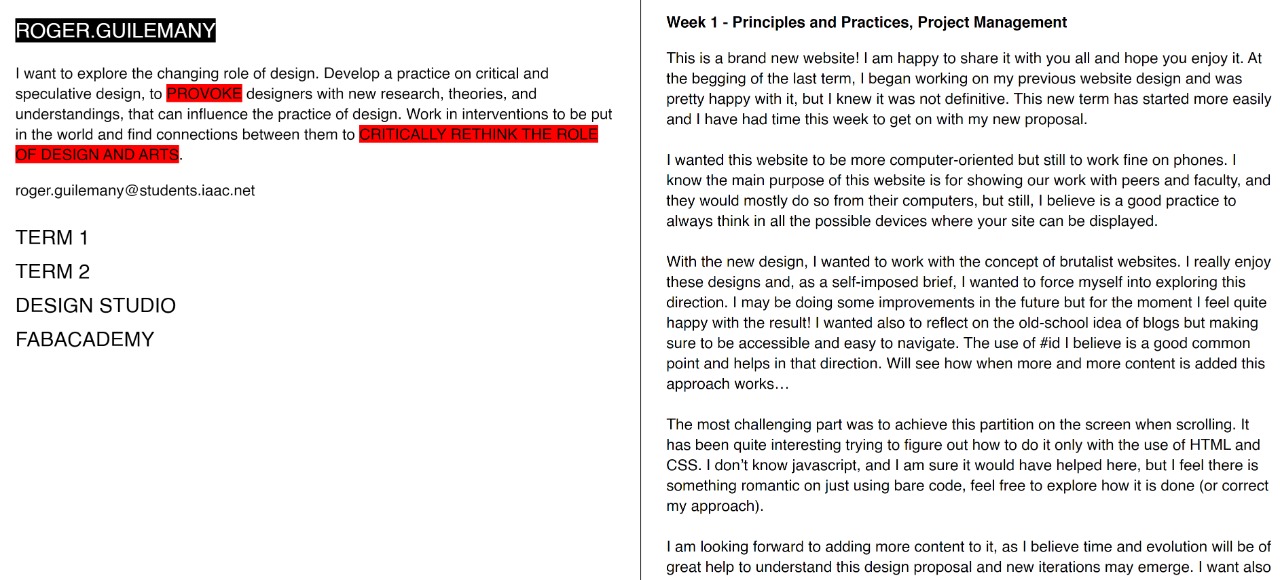 ROGER.GUILEMANY
I want to explore the changing role of design. Develop a practice on critical and
speculative design, to PROVOKE designers with new research, theories, and
understandings, that can influence the practice of design. Work in interventions to be put
in the world and find connections between them to CRITICALLY RETHINK THE ROLE
OF DESIGN AND ARTS.
roger.guilemany@students.iaac.net
TERM 1
TERM 2
DESIGN STUDIO
FABACADEMY
Week 1 - Principles and Practices, Project Management
This is a brand new website! I am happy to share it with you all and hope you enjoy it. At
the begging of the last term, I began working on my previous website design and was
pretty happy with it, but I knew it was not definitive. This new term has started more easily
and I have had time this week to get on with my new proposal.
I wanted this website to be more computer-oriented but still to work fine on phones. I
know the main purpose of this website is for showing our work with peers and faculty, and
they would mostly do so from their computers, but still, I believe is a good practice to
always think in all the possible devices where your site can be displayed.
With the new design, I wanted to work with the concept of brutalist websites. I really enjoy
these designs and, as a self-imposed brief, I wanted to force myself into exploring this
direction. I may be doing some improvements in the future but for the moment I feel quite
happy with the result! I wanted also to reflect on the old-school idea of blogs but making
sure to be accessible and easy to navigate. The use of #id I believe is a good common
point and helps in that direction. Will see how when more and more content is added this
approach works…
The most challenging part was to achieve this partition on the screen when scrolling. It
has been quite interesting trying to figure out how to do it only with the use of HTML and
CSS. I don't know javascript, and I am sure it would have helped here, but I feel there is
something romantic on just using bare code, feel free to explore how it is done (or correct
my approach).
I am looking forward to adding more content to it, as I believe time and evolution will be of
great help to understand this design proposal and new iterations may emerge. I want also